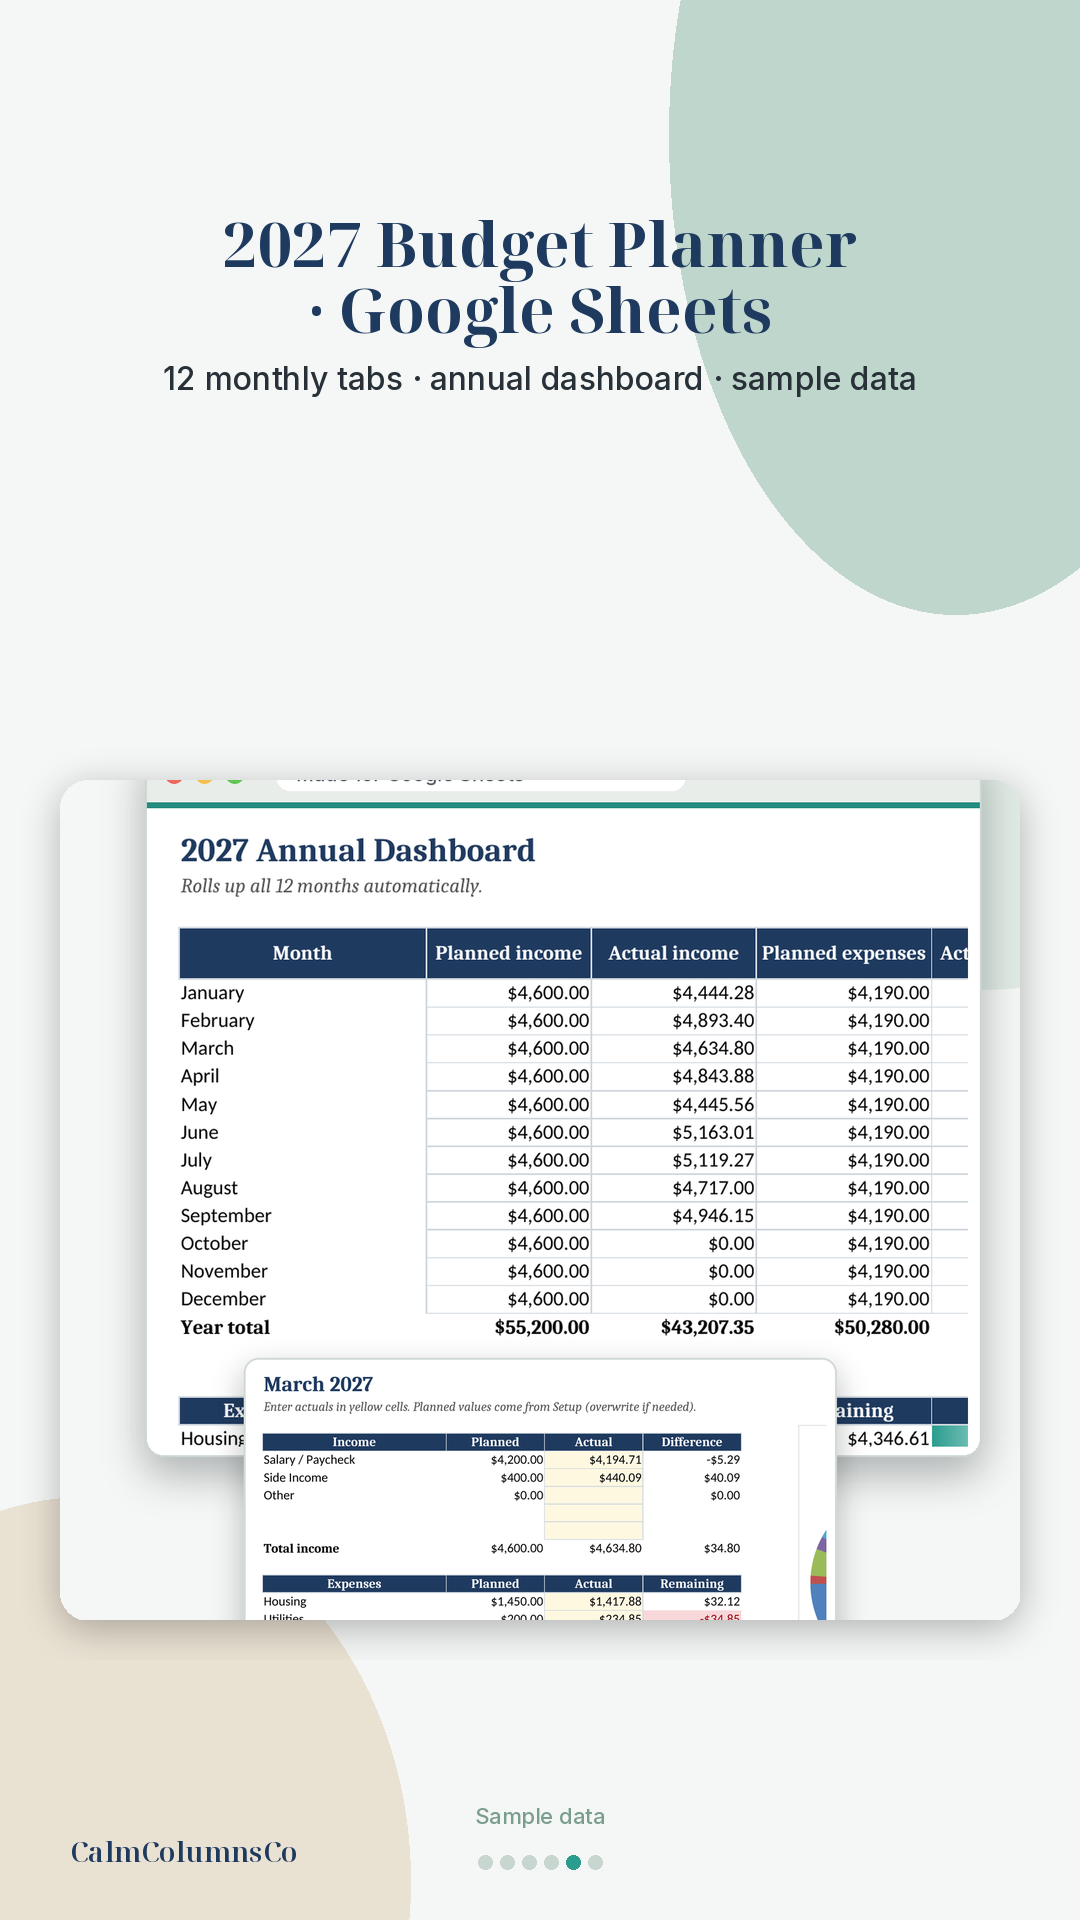 2027 Budget Planner
· Google Sheets
12 monthly tabs · annual dashboard · sample data
2027 Annual Dashboard
Rolls up all 12 months automatically.
Month Planned income Actual income Planned expenses Act
January $4,600.00 $4,444.28 $4,190.00
February $4,600.00 $4,893.40 $4,190.00
March $4,600.00 $4,634.80 $4,190.00
April $4,600.00 $4,843.88 $4,190.00
May $4,600.00 $4,445.56 $4,190.00
June $4,600.00 $5,163.01 $4,190.00
July $4,600.00 $5,119.27 $4,190.00
August $4,600.00 $4,717.00 $4,190.00
September $4,600.00 $4,946.15 $4,190.00
October $4,600.00 $0.00 $4,190.00
November $4,600.00 $0.00 $4,190.00
December $4,600.00 $0.00 $4,190.00
Year total $55,200.00 $43,207.35 $50,280.00
Ex aining
Housing $4,346.61
March 2027
Enter actuals in yellow cells. Planned values come from Setup (overwrite if needed).
Income Planned Actual Difference
Salary / Paycheck $4,200.00 $4,194.71 -$5.29
Side Income $400.00 $440.09 $40.09
Other $0.00 $0.00
Total income $4,600.00 $4,634.80 $34.80
Expenses Planned Actual Remaining
Housing $1,450.00 $1,417.88 $32.12
Utilities $200.00 $234.85 -$34.85
Sample data
CalmColumnsCo